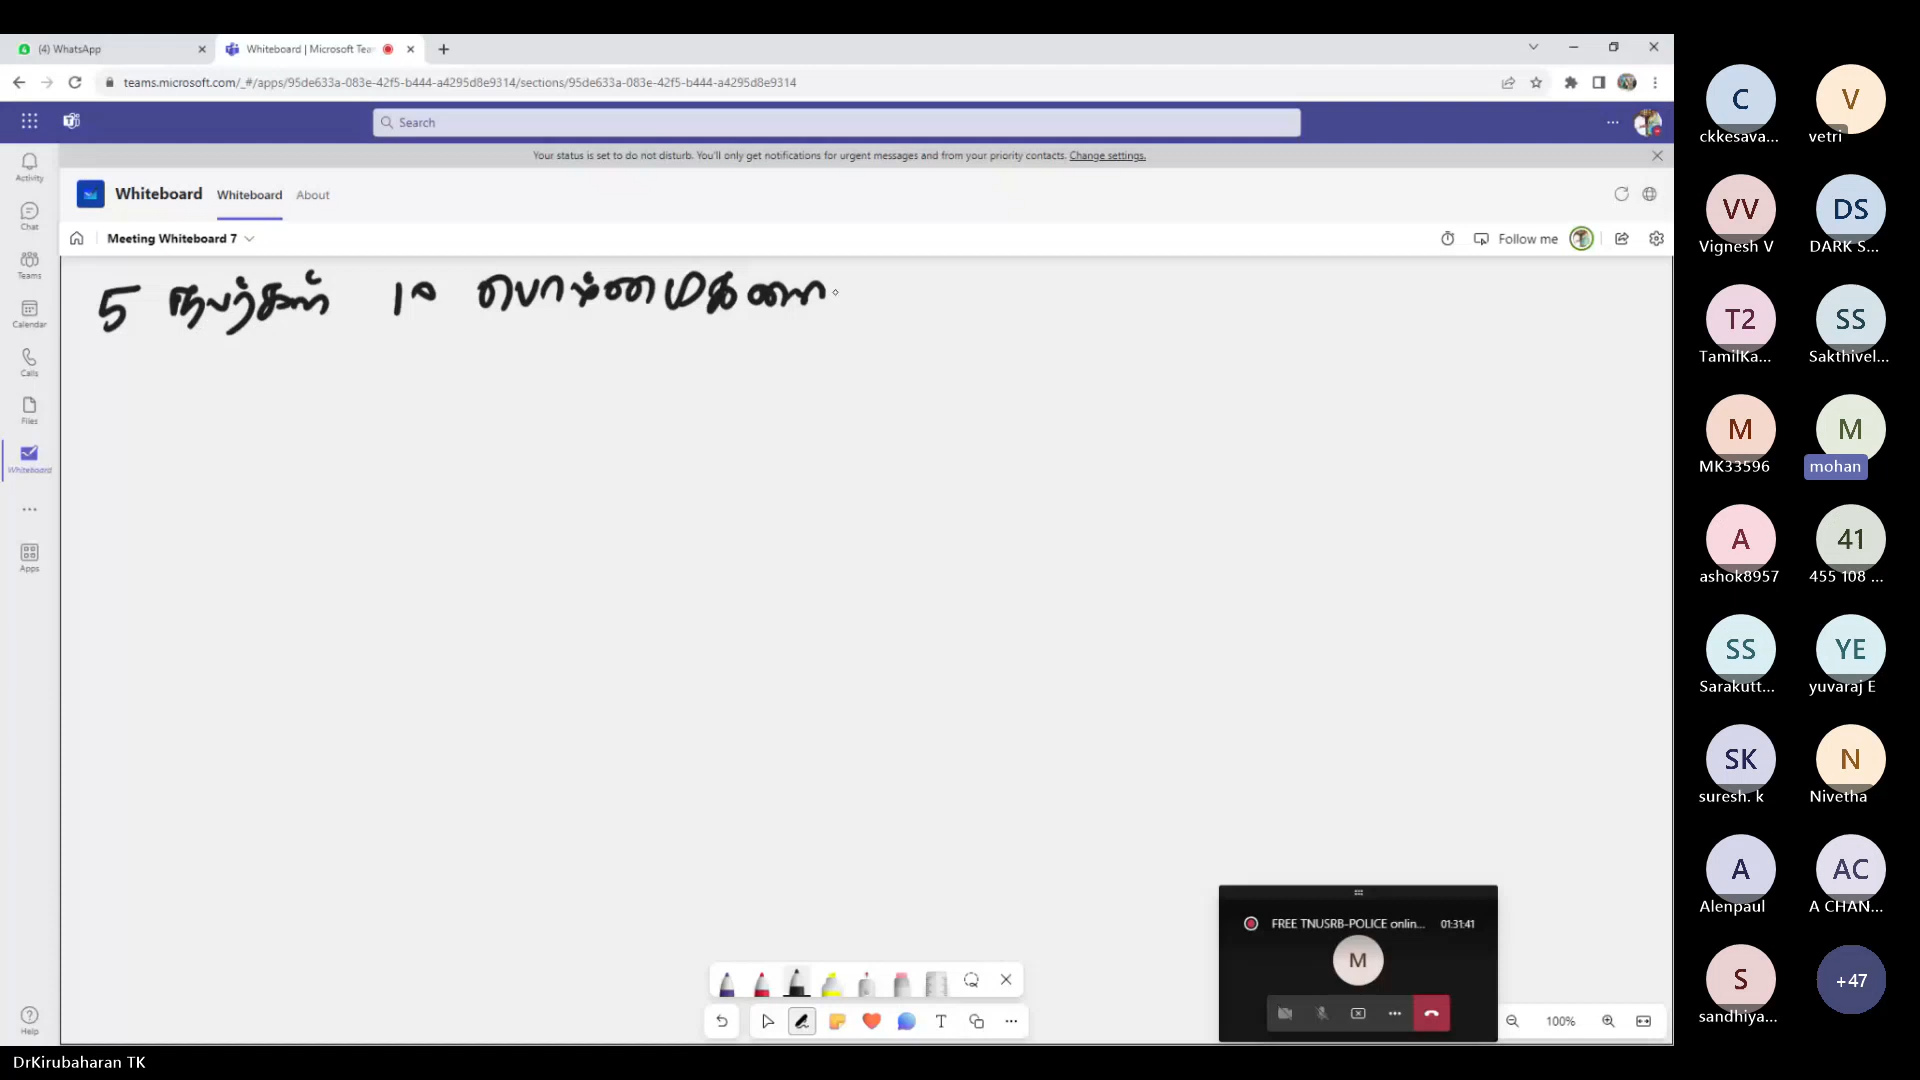 (4) WhatsApp
Whiteboard | Microsoft Tea
teams.microsoft.com/_#/apps/95de633a-083e-42f5-b444-a4295d8e9314/sections/95de633a-083e-42f5-b444-a4295d8e9314
Search
Your status is set to do not disturb. You'll only get notifications for urgent messages and from your priority contacts. Change settings.
Whiteboard Whiteboard About
Meeting Whiteboard 7
Follow me
Activity
Chat
Teams
Calendar
Calls
Files
Whiteboard
Apps
Help
5 நபர்கள் 10 பொம்மைகளை
FREE TNUSRB-POLICE onlin... 01:31:41
M
T
100%
C V
ckkesava... vetri
VV DS
Vignesh V DARK S...
T2 SS
TamilKa... Sakthivel...
M M
MK33596 mohan
A 41
ashok8957 455 108 ...
SS YE
Sarakutt... yuvaraj E
SK N
suresh. k Nivetha
A AC
Alenpaul A CHAN...
S +47
sandhiya...
DrKirubaharan TK